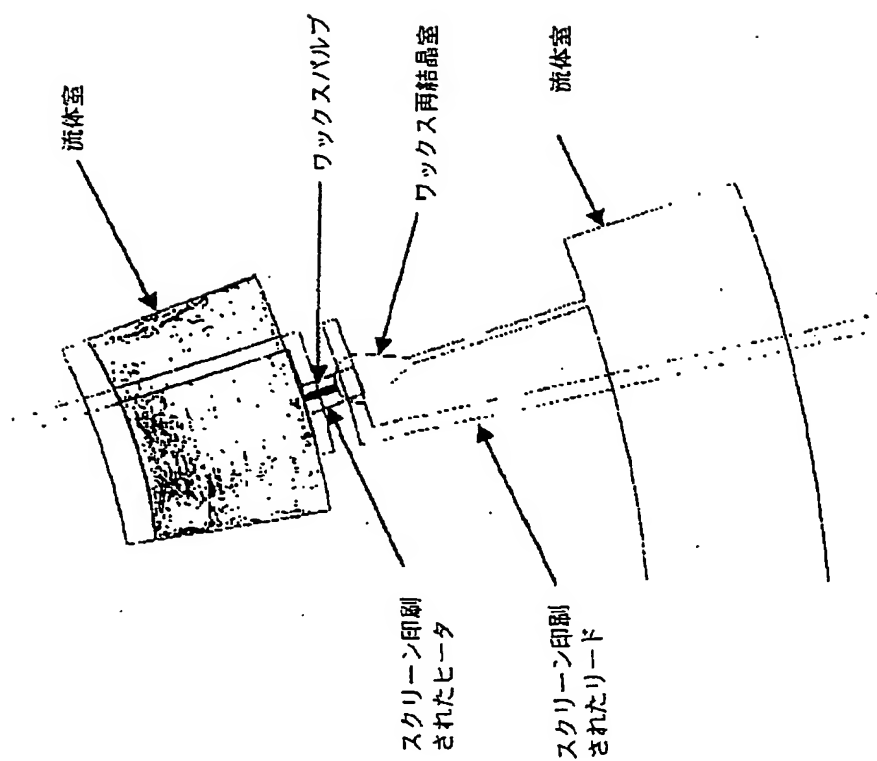 流体室
ワックスバルブ
ワックス再結晶室
流体室
スクリーン印刷
されたヒータ
スクリーン印刷
されたリード